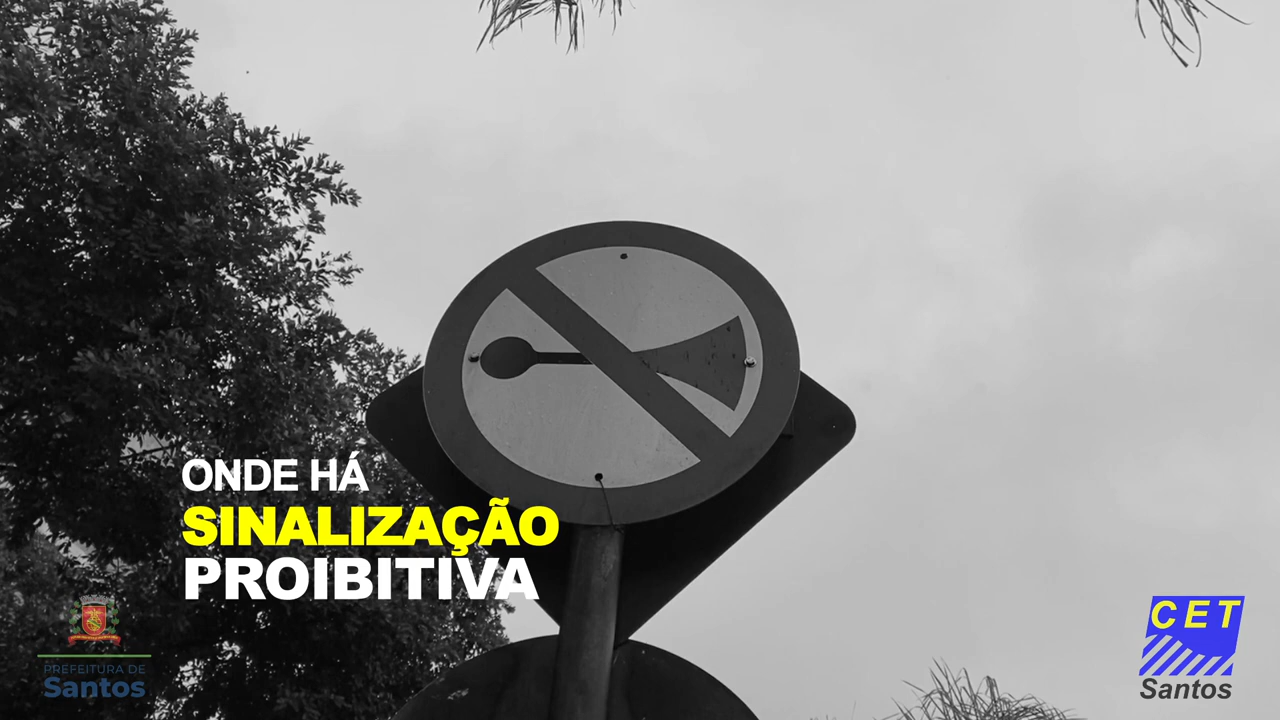 ONDE HÁ
SINALIZAÇÃO
PROIBITIVA
PREFEITURA DE
Santos
CET
Santos